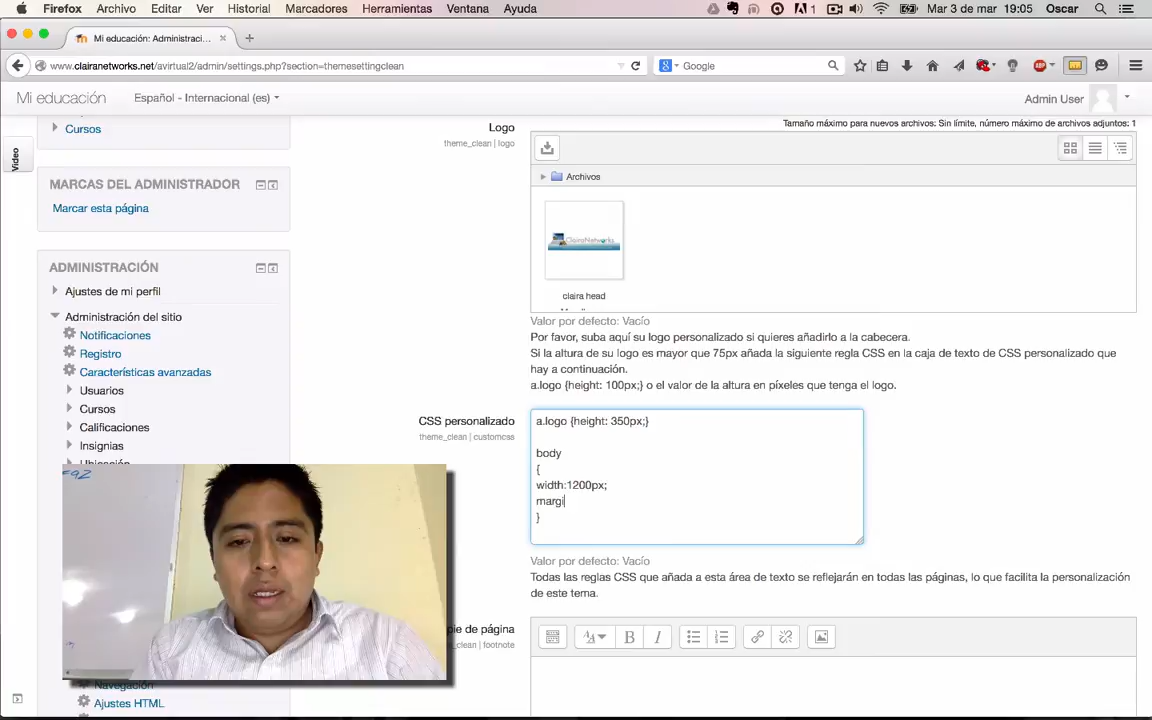 Firefox Archivo Editar Ver Historial Marcadores Herramientas Ventana Ayuda 1 Mar 3 de mar 19:05 Oscar
Mi educación: Administraci...
www.clairanetworks.net/avirtual2/admin/settings.php?section=themesettingclean
Google
Mi educación Español - Internacional (es) Admin User
Cursos
Video
MARCAS DEL ADMINISTRADOR
Marcar esta página
ADMINISTRACIÓN
Ajustes de mi perfil
Administración del sitio
Notificaciones
Registro
Características avanzadas
Usuarios
Cursos
Calificaciones
Insignias
Ubicación
Navegación
Ajustes HTML
Logo
theme_clean | logo
Tamaño máximo para nuevos archivos: Sin límite, número máximo de archivos adjuntos: 1
Archivos
ClairaNetworks
claira head
Valor por defecto: Vacío
Por favor, suba aquí su logo personalizado si quieres añadirlo a la cabecera.
Si la altura de su logo es mayor que 75px añada la siguiente regla CSS en la caja de texto de CSS personalizado que
hay a continuación.
a.logo {height: 100px;} o el valor de la altura en píxeles que tenga el logo.
CSS personalizado
theme_clean | customcss
a.logo {height: 350px;}
body
{
width:1200px;
margi
}
Valor por defecto: Vacío
Todas las reglas CSS que añada a esta área de texto se reflejarán en todas las páginas, lo que facilita la personalización
de este tema.
pie de página
clean | footnote
B I